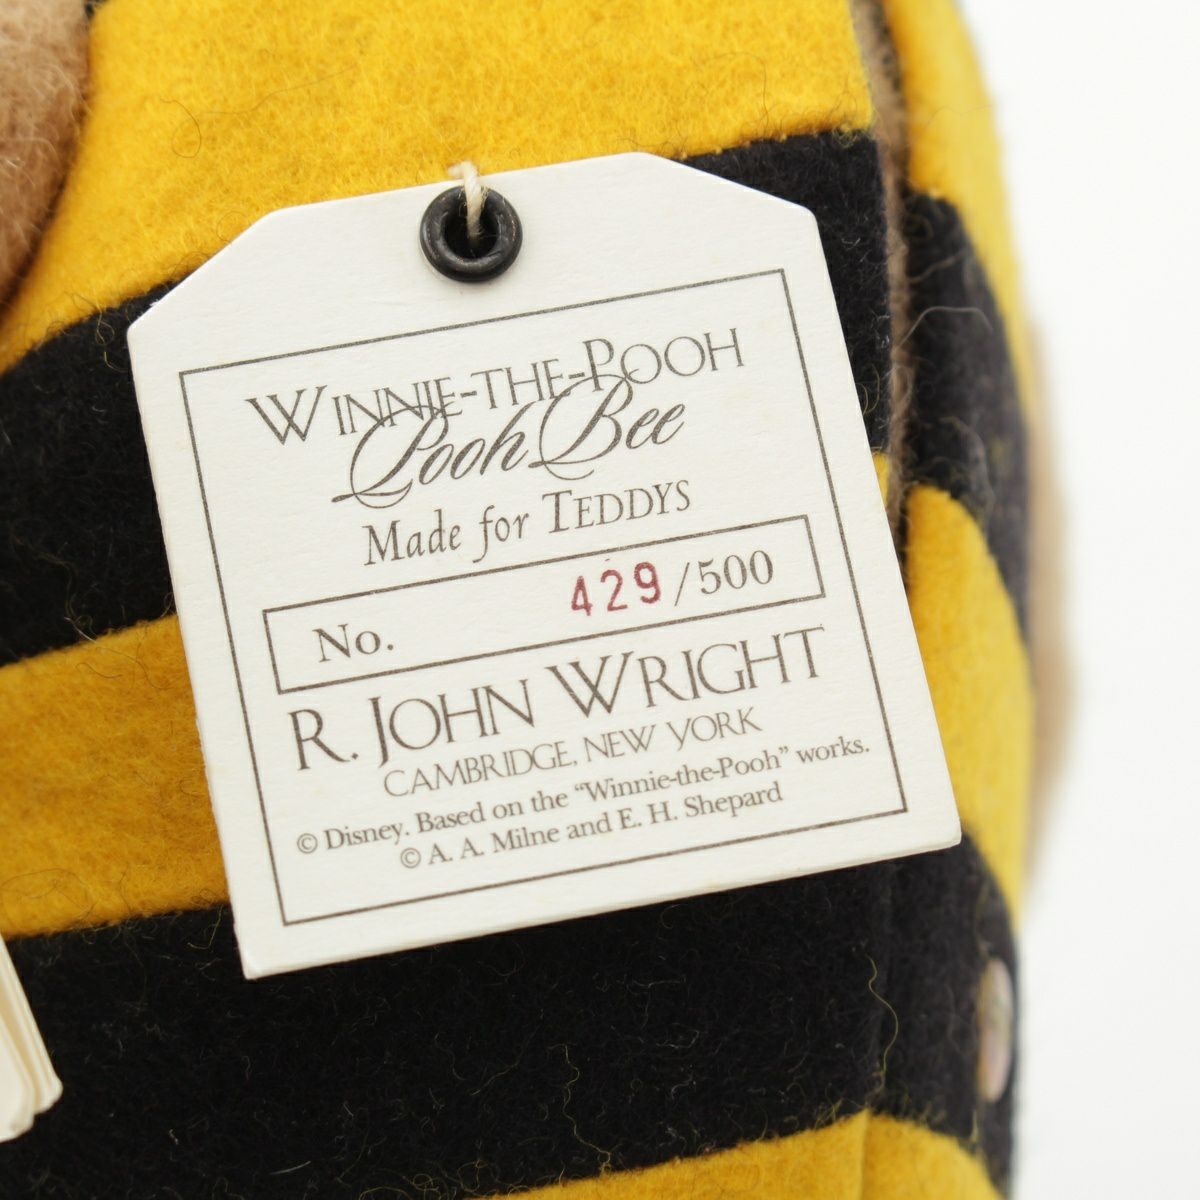 WINNIE-THE-POOH
Pooh Bee
Made for TEDDYS
No. 429/500
R. JOHN WRIGHT
CAMBRIDGE, NEW YORK
© Disney. Based on the “Winnie-the-Pooh” works.
© A. A. Milne and E. H. Shepard